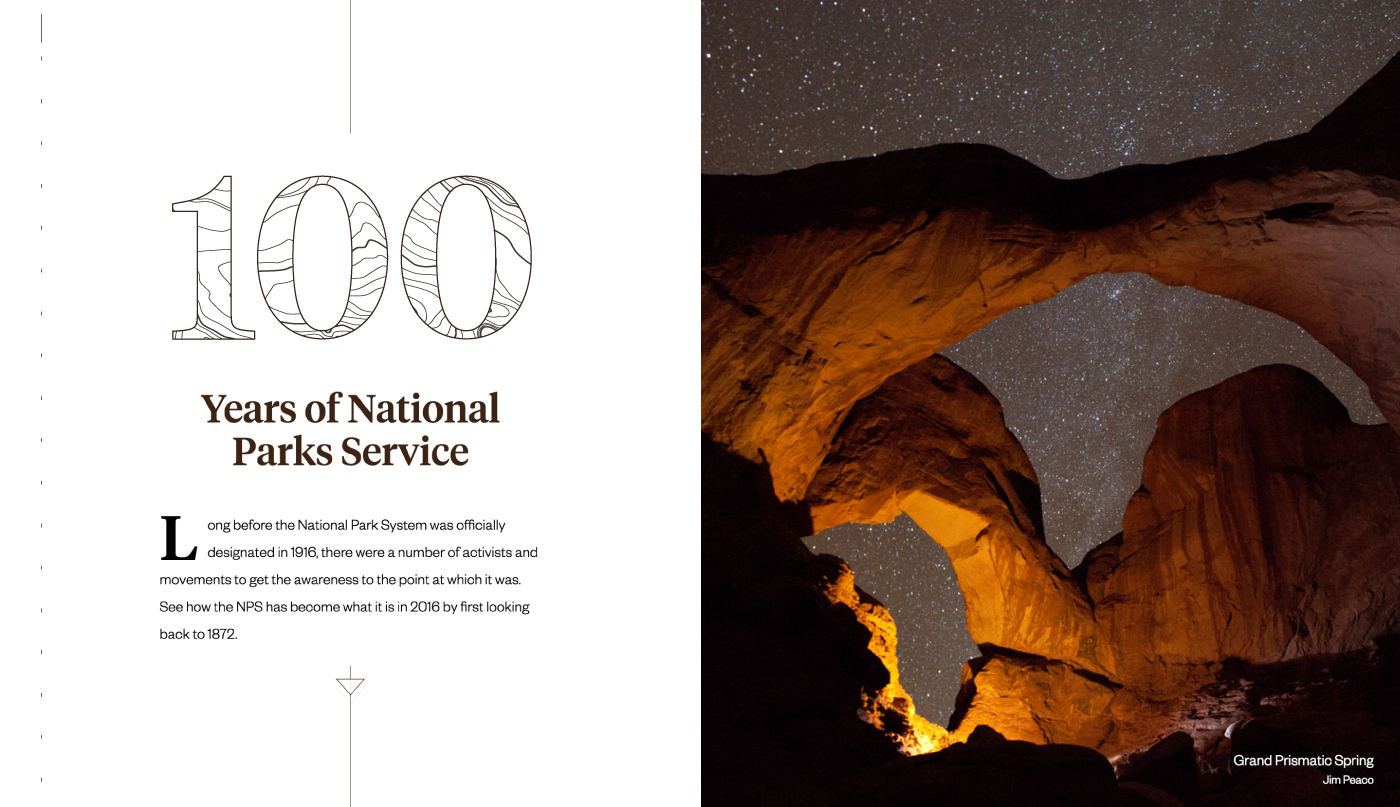 100
Years of National
Parks Service
Long before the National Park System was officially
designated in 1916, there were a number of activists and
movements to get the awareness to the point at which it was.
See how the NPS has become what it is in 2016 by first looking
back to 1872.
Grand Prismatic Spring
Jim Peaco